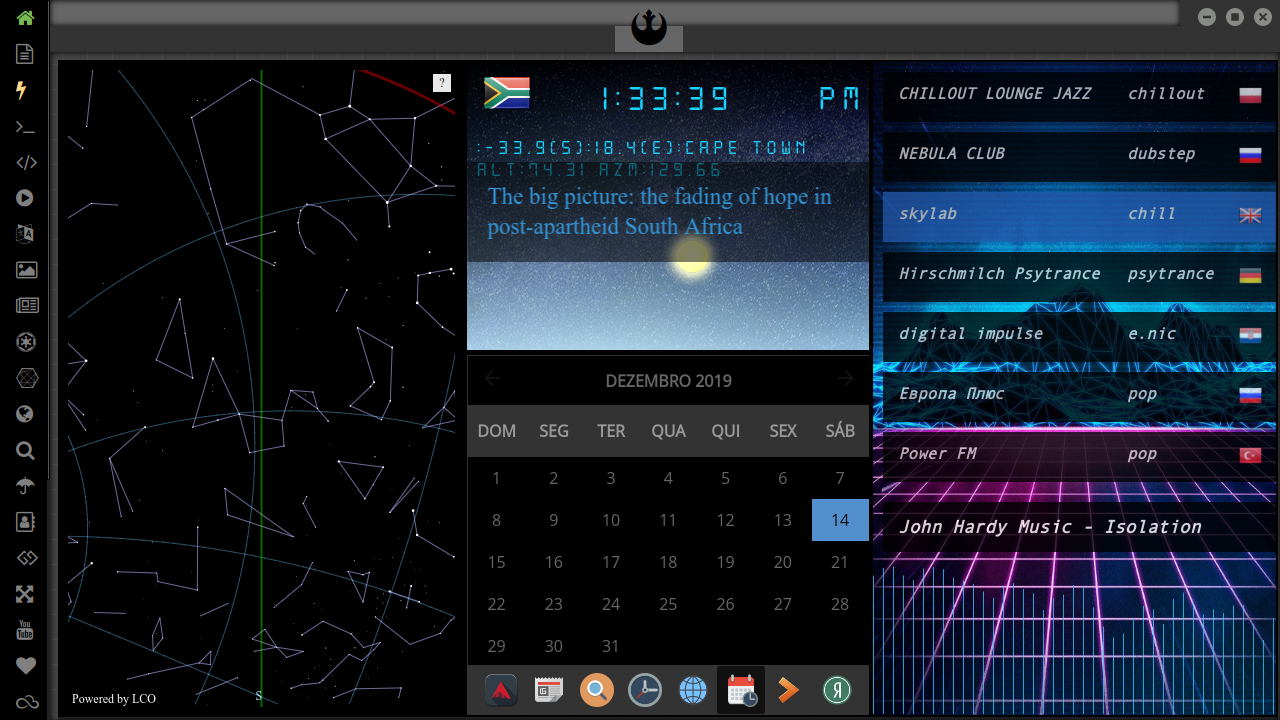 ?
Powered by LCO
S
1:33:39 PM
:-33.9(S):18.4(E):CAPE TOWN
ALT:74.31 AZM:129.66
The big picture: the fading of hope in
post-apartheid South Africa
DEZEMBRO 2019
DOM SEG TER QUA QUI SEX SÁB
1 2 3 4 5 6 7
8 9 10 11 12 13 14
15 16 17 18 19 20 21
22 23 24 25 26 27 28
29 30 31
CHILLOUT LOUNGE JAZZ chillout
NEBULA CLUB dubstep
skylab chill
Hirschmilch Psytrance psytrance
digital impulse e.nic
Европа Плюс pop
Power FM pop
John Hardy Music - Isolation
You
Tube
Я